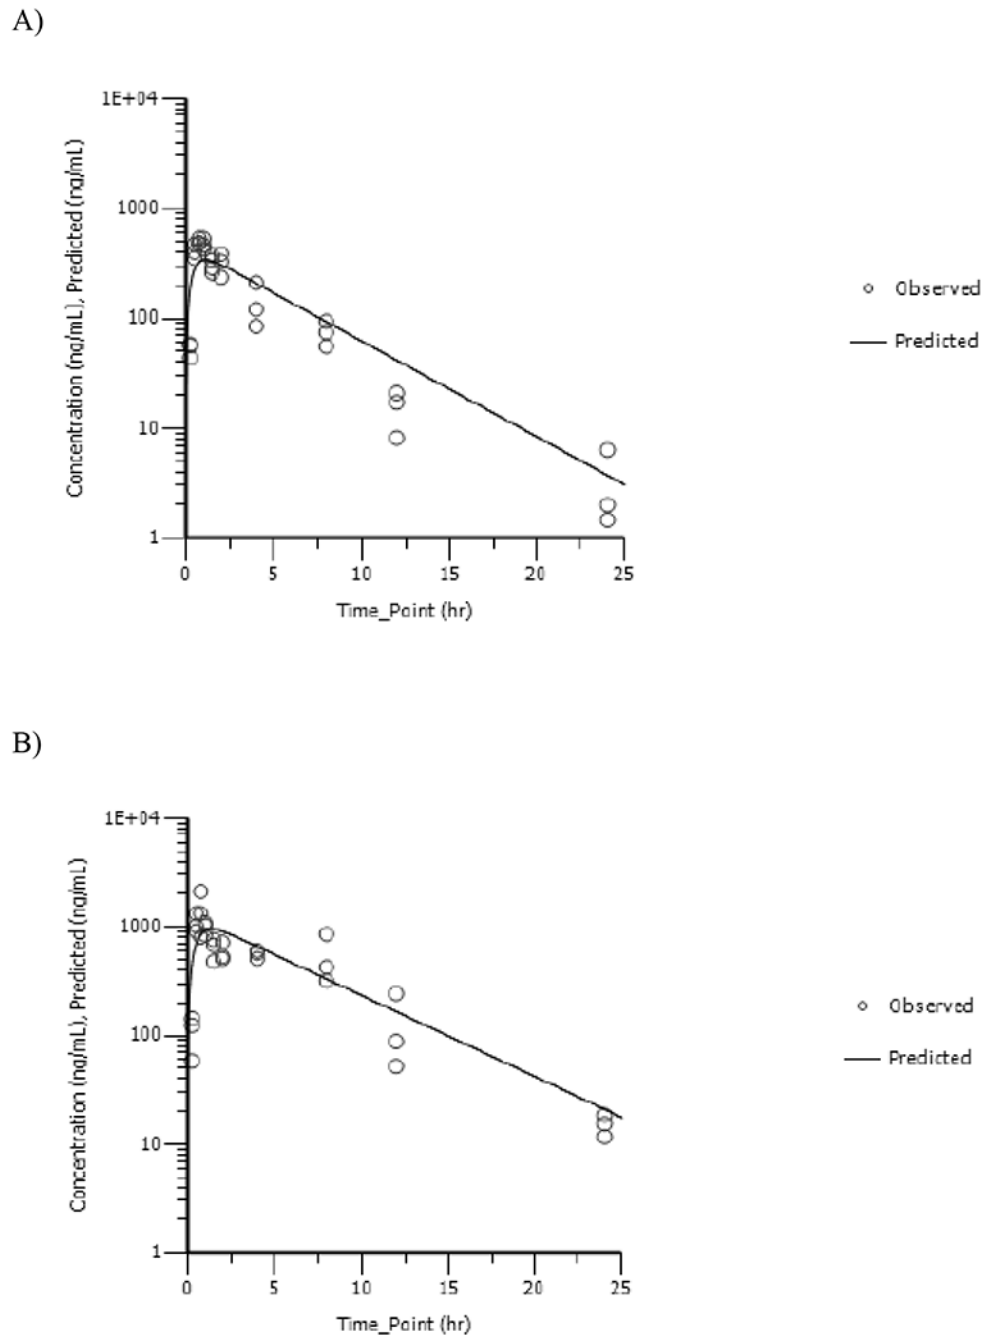 A)
1E+04
1000
100
10
1
Concentration (ng/mL), Predicted (ng/mL)
0 5 10 15 20 25
Time_Point (hr)
Observed
Predicted
B)
1E+04
1000
100
10
1
Concentration (ng/mL), Predicted (ng/mL)
0 5 10 15 20 25
Time_Point (hr)
Observed
Predicted